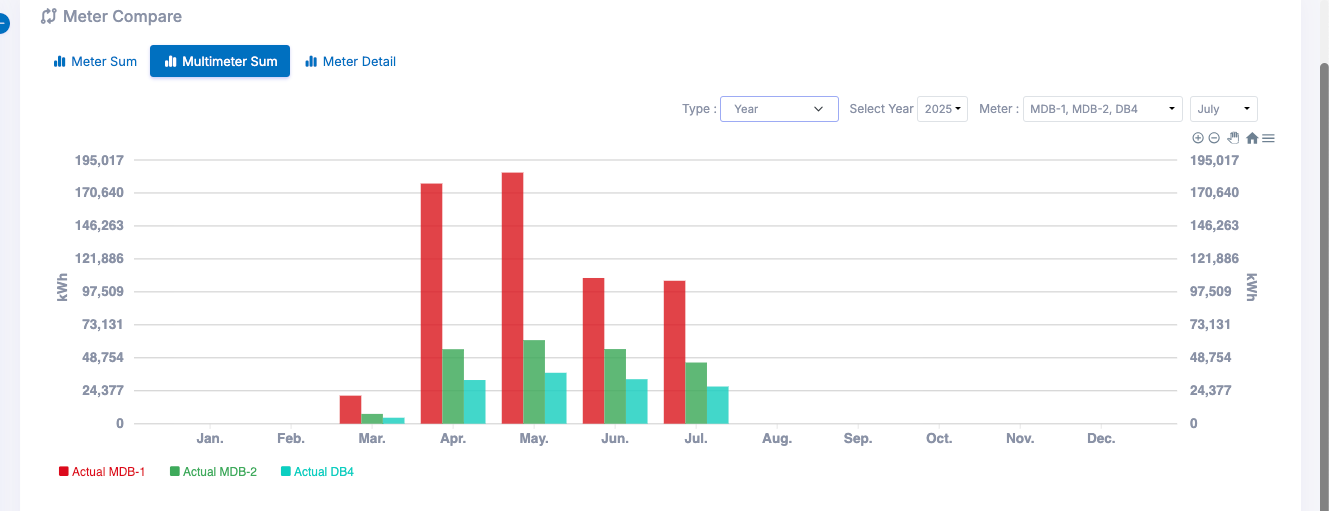 Meter Compare
Meter Sum Multimeter Sum Meter Detail
Type : Year Select Year 2025 Meter : MDB-1, MDB-2, DB4 July
195,017 195,017
170,640 170,640
146,263 146,263
121,886 121,886
97,509 97,509
73,131 73,131
48,754 48,754
24,377 24,377
0 0
kWh kWh
Jan. Feb. Mar. Apr. May. Jun. Jul. Aug. Sep. Oct. Nov. Dec.
Actual MDB-1 Actual MDB-2 Actual DB4